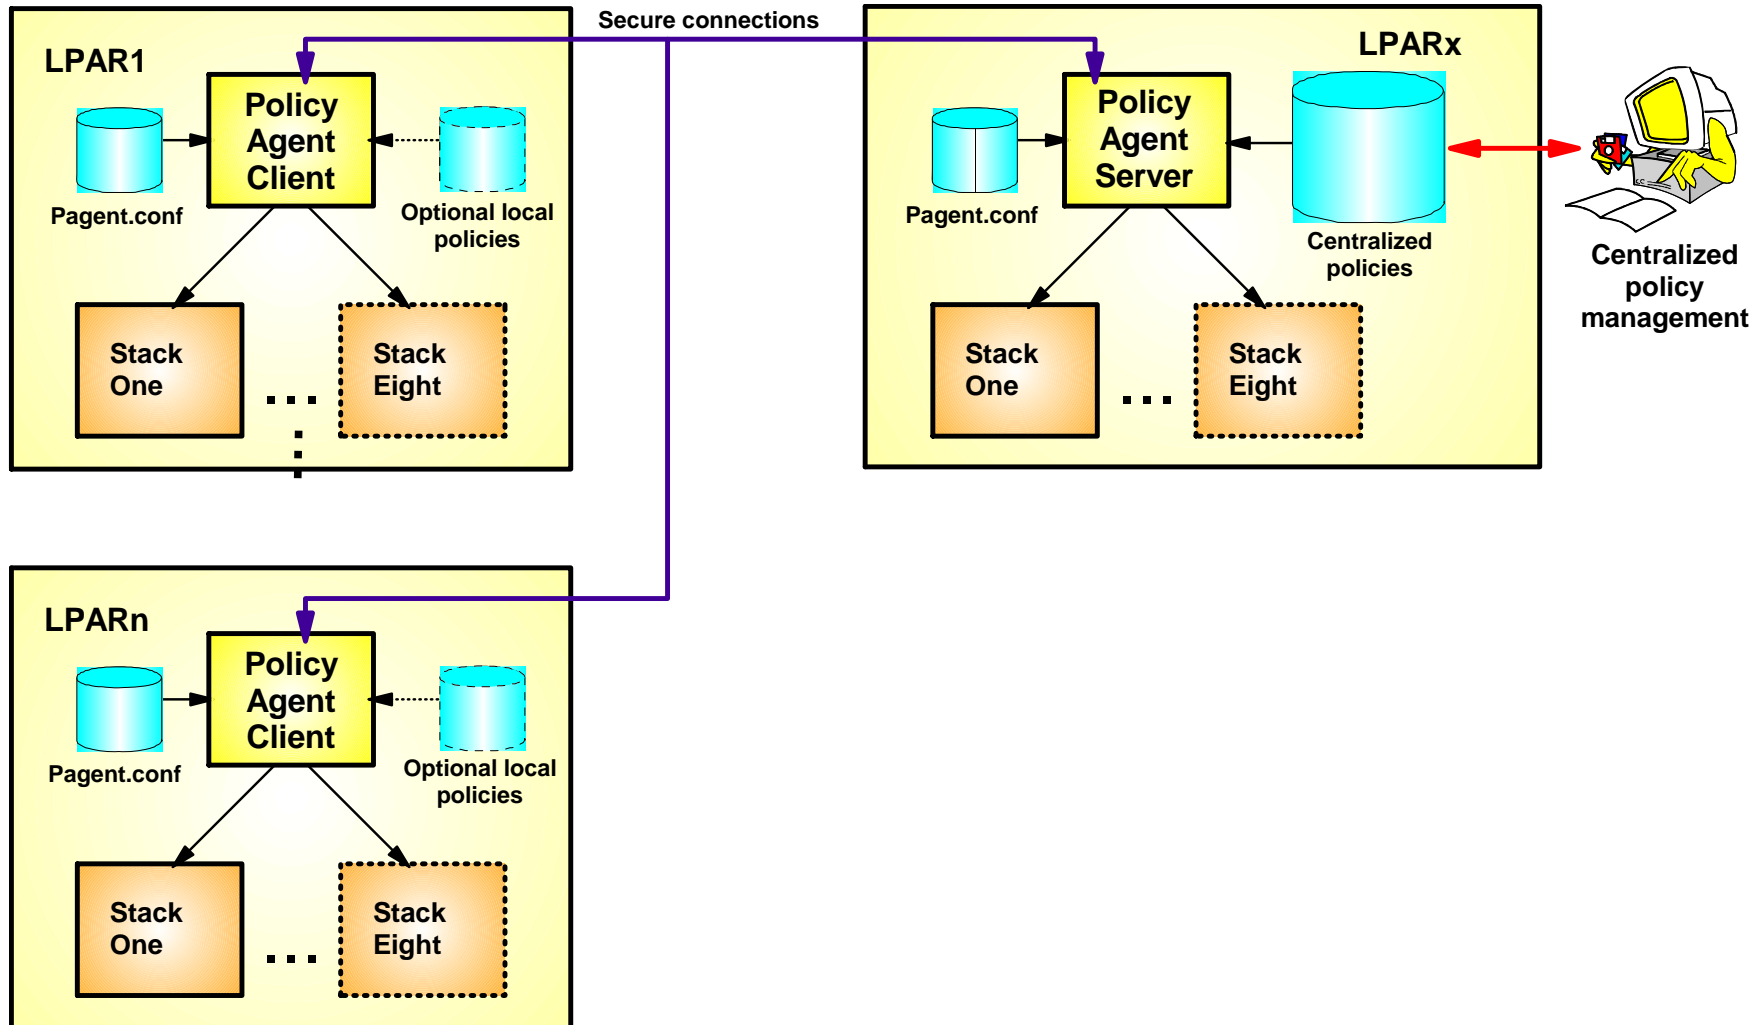 Secure connections
LPAR1
Policy
Agent
Client
Pagent.conf
Optional local
policies
Stack
One
...
Stack
Eight
LPARx
Policy
Agent
Server
Pagent.conf
Centralized
policies
Stack
One
...
Stack
Eight
Centralized
policy
management
LPARn
Policy
Agent
Client
Pagent.conf
Optional local
policies
Stack
One
...
Stack
Eight